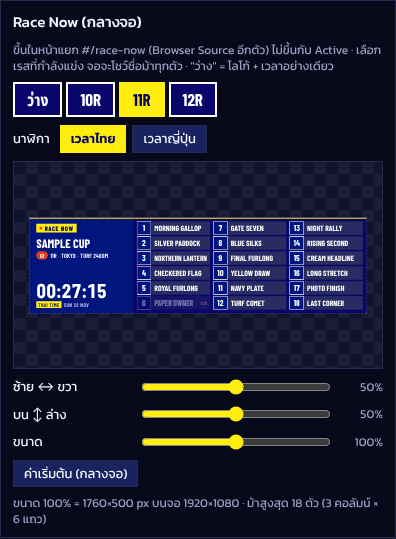 Race Now (กลางจอ)
ขึ้นในหน้าแยก #/race-now (Browser Source อีกตัว) ไม่ขึ้นกับ Active · เลือก
เรสที่กำลังแข่ง จอจะโชว์ชื่อม้าทุกตัว · "ว่าง" = โลโก้ + เวลาอย่างเดียว
ว่าง 10R 11R 12R
นาฬิกา เวลาไทย เวลาญี่ปุ่น
RACE NOW
SAMPLE CUP
G1 11R · TOKYO · TURF 2400M
00:27:15
THAI TIME SUN 22 NOV
1 MORNING GALLOP
2 SILVER PADDOCK
3 NORTHERN LANTERN
4 CHECKERED FLAG
5 ROYAL FURLONG
6 PAPER OWNER
7 GATE SEVEN
8 BLUE SILKS
9 FINAL FURLONG
10 YELLOW DRAW
11 NAVY PLATE
12 TURF COMET
13 NIGHT RALLY
14 RISING SECOND
15 CREAM HEADLINE
16 LONG STRETCH
17 PHOTO FINISH
18 LAST CORNER
ซ้าย ↔ ขวา 50%
บน ↕ ล่าง 50%
ขนาด 100%
ค่าเริ่มต้น (กลางจอ)
ขนาด 100% = 1760×500 px บนจอ 1920×1080 · ม้าสูงสุด 18 ตัว (3 คอลัมน์ ×
6 แถว)